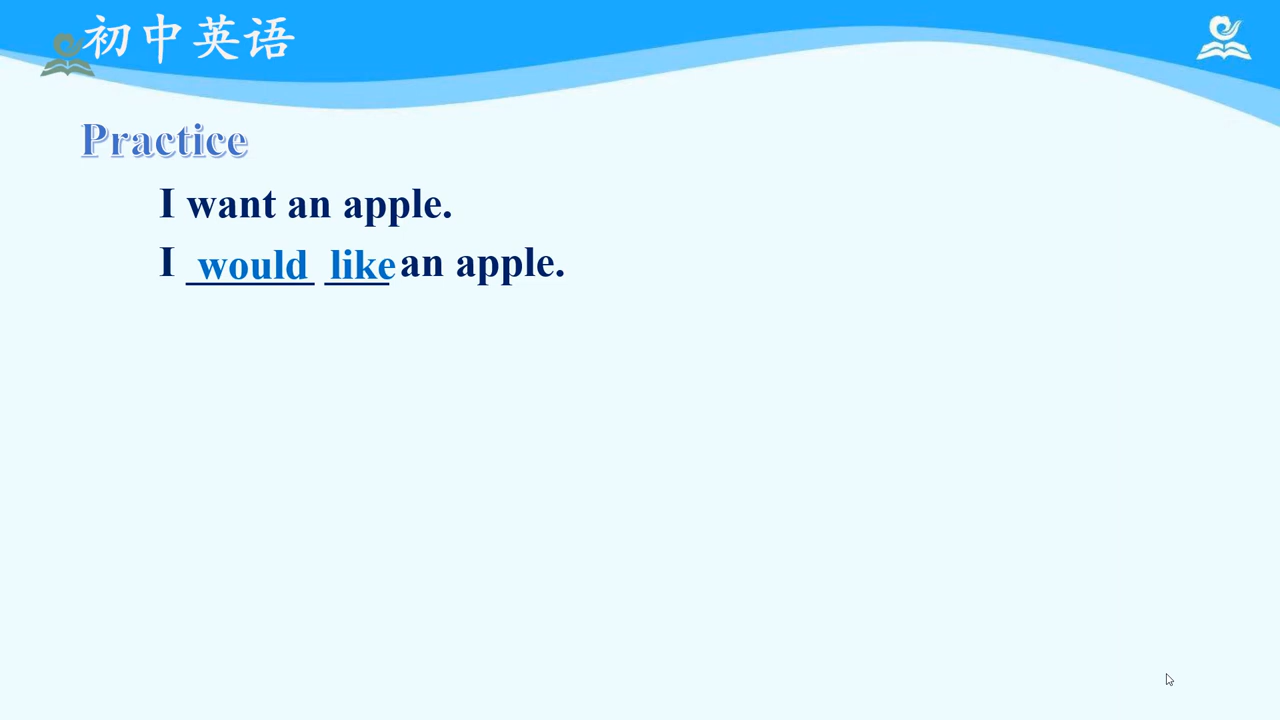 初中英语
Practice
I want an apple.
I would like an apple.